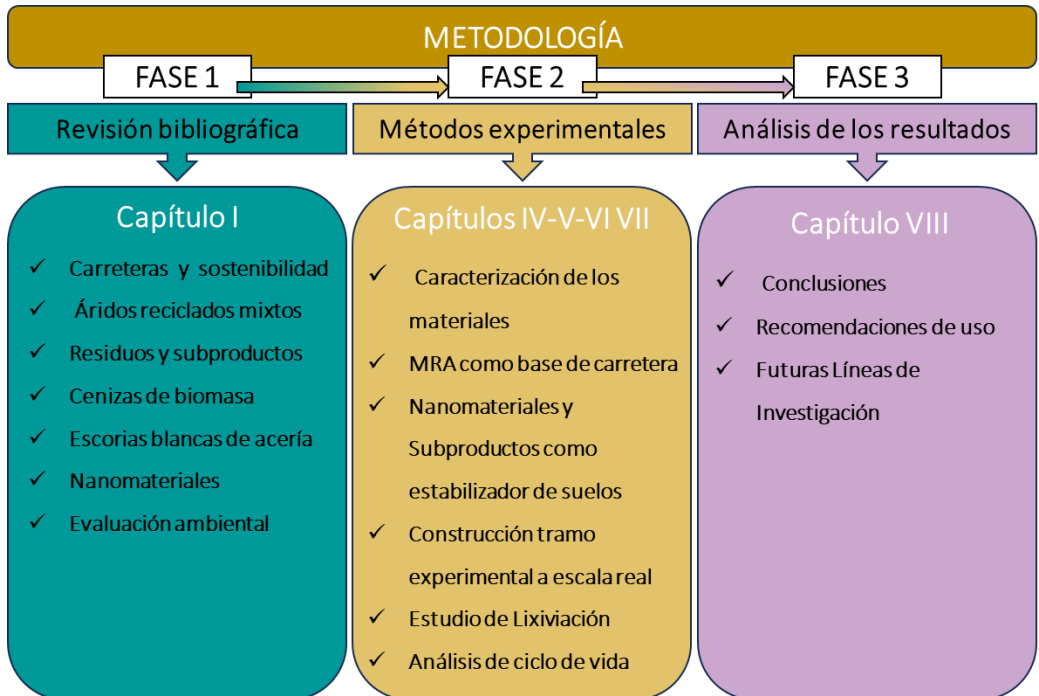 METODOLOGÍA
FASE 1
FASE 2
FASE 3
Revisión bibliográfica
Métodos experimentales
Análisis de los resultados
Capítulo I
✓ Carreteras y sostenibilidad
✓ Áridos reciclados mixtos
✓ Residuos y subproductos
✓ Cenizas de biomasa
✓ Escorias blancas de acería
✓ Nanomateriales
✓ Evaluación ambiental
Capítulos IV-V-VI VII
✓ Caracterización de los
materiales
✓ MRA como base de carretera
✓ Nanomateriales y
Subproductos como
estabilizador de suelos
✓ Construcción tramo
experimental a escala real
✓ Estudio de Lixiviación
✓ Análisis de ciclo de vida
Capítulo VIII
✓ Conclusiones
✓ Recomendaciones de uso
✓ Futuras Líneas de
Investigación